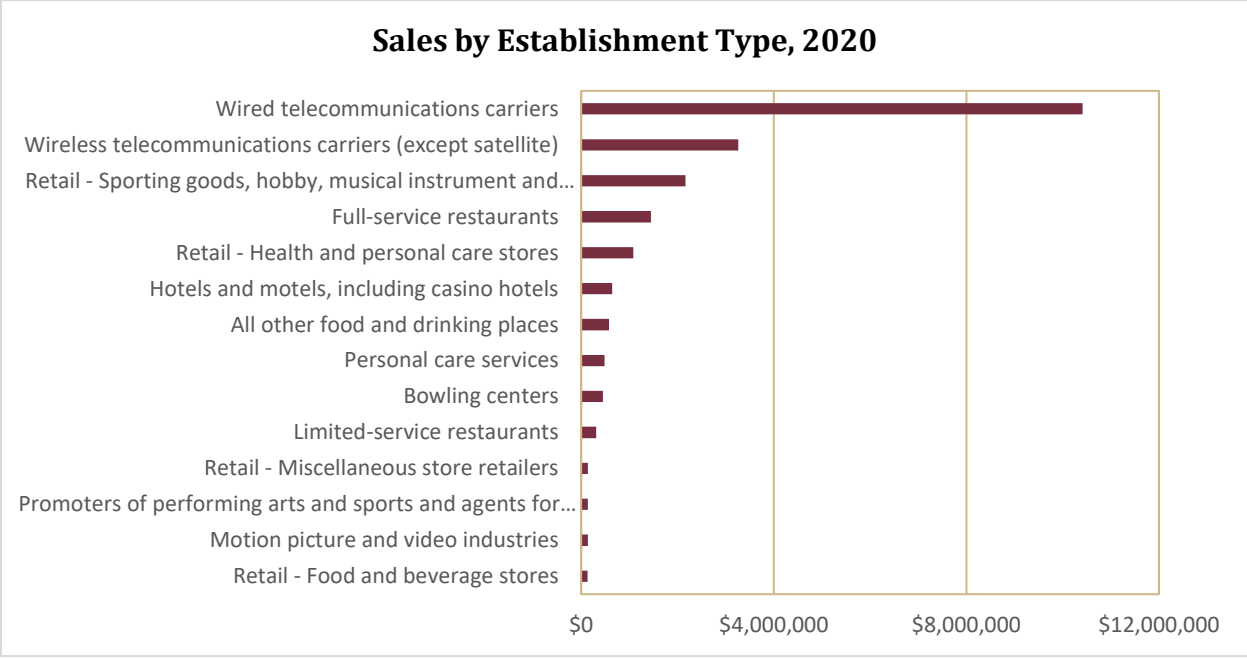 Sales by Establishment Type, 2020
Wired telecommunications carriers
Wireless telecommunications carriers (except satellite)
Retail - Sporting goods, hobby, musical instrument and...
Full-service restaurants
Retail - Health and personal care stores
Hotels and motels, including casino hotels
All other food and drinking places
Personal care services
Bowling centers
Limited-service restaurants
Retail - Miscellaneous store retailers
Promoters of performing arts and sports and agents for...
Motion picture and video industries
Retail - Food and beverage stores
$0 $4,000,000 $8,000,000 $12,000,000